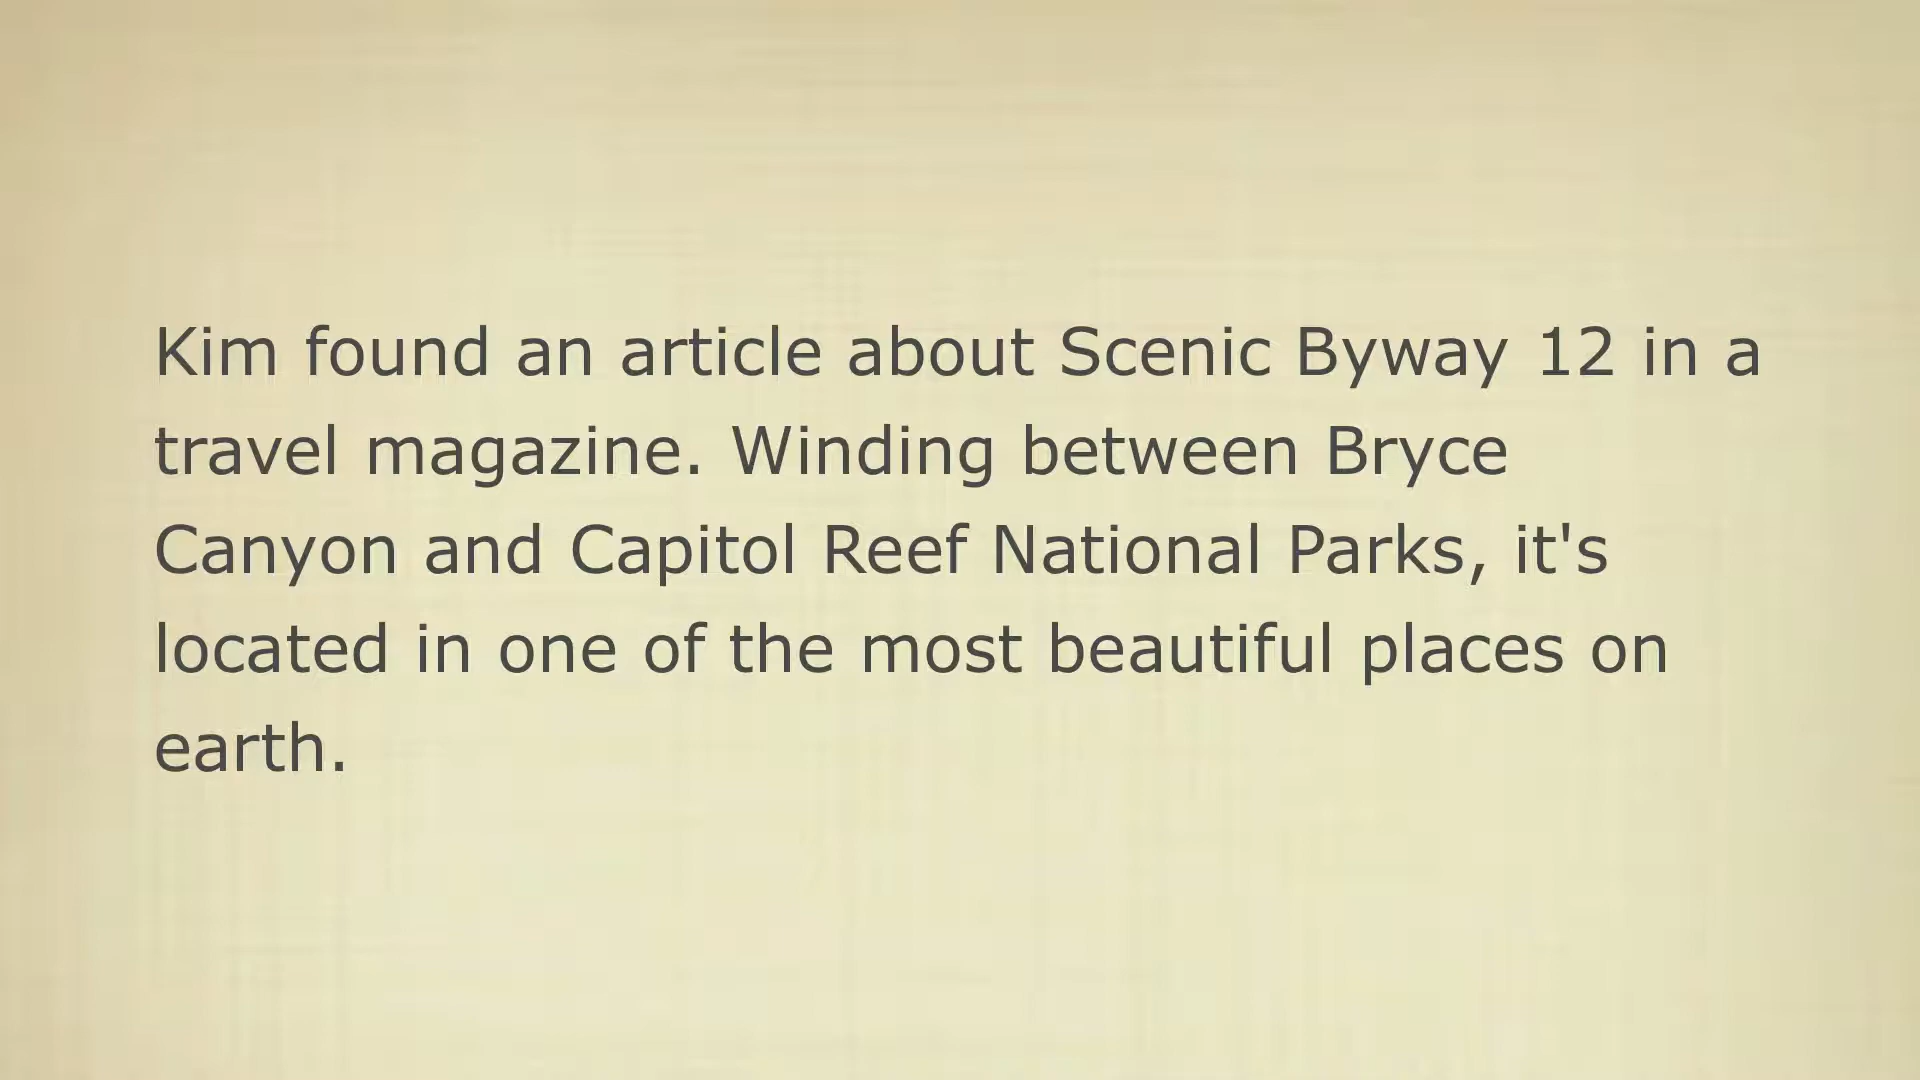 Kim found an article about Scenic Byway 12 in a
travel magazine. Winding between Bryce
Canyon and Capitol Reef National Parks, it's
located in one of the most beautiful places on
earth.